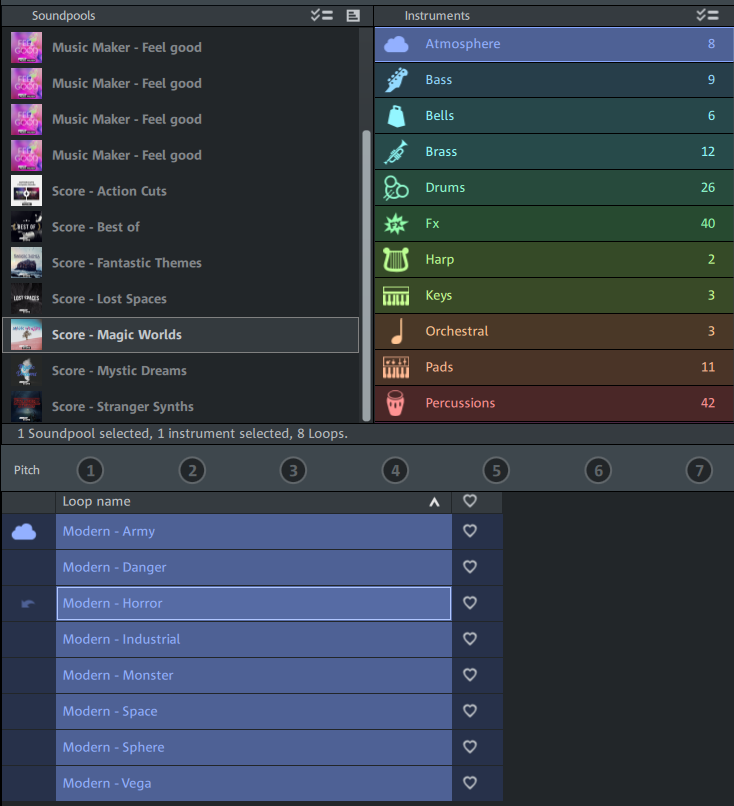 Soundpools
Music Maker - Feel good
Music Maker - Feel good
Music Maker - Feel good
Music Maker - Feel good
Score - Action Cuts
Score - Best of
Score - Fantastic Themes
Score - Lost Spaces
Score - Magic Worlds
Score - Mystic Dreams
Score - Stranger Synths
Instruments
Atmosphere 8
Bass 9
Bells 6
Brass 12
Drums 26
Fx 40
Harp 2
Keys 3
Orchestral 3
Pads 11
Percussions 42
1 Soundpool selected, 1 instrument selected, 8 Loops.
Pitch 1 2 3 4 5 6 7
Loop name
Modern - Army
Modern - Danger
Modern - Horror
Modern - Industrial
Modern - Monster
Modern - Space
Modern - Sphere
Modern - Vega